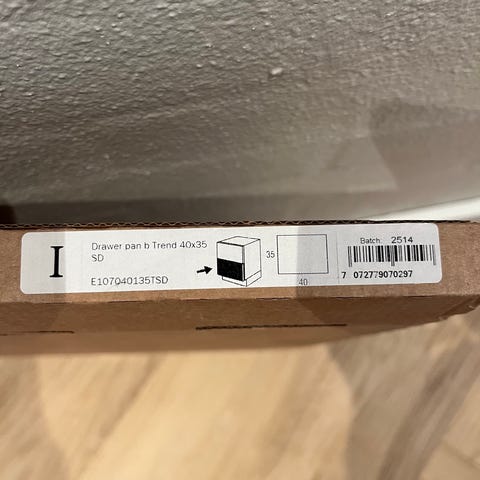 I
Drawer pan b Trend 40x35
SD
E107040135TSD
35
40
Batch: 2514
7 072779070297